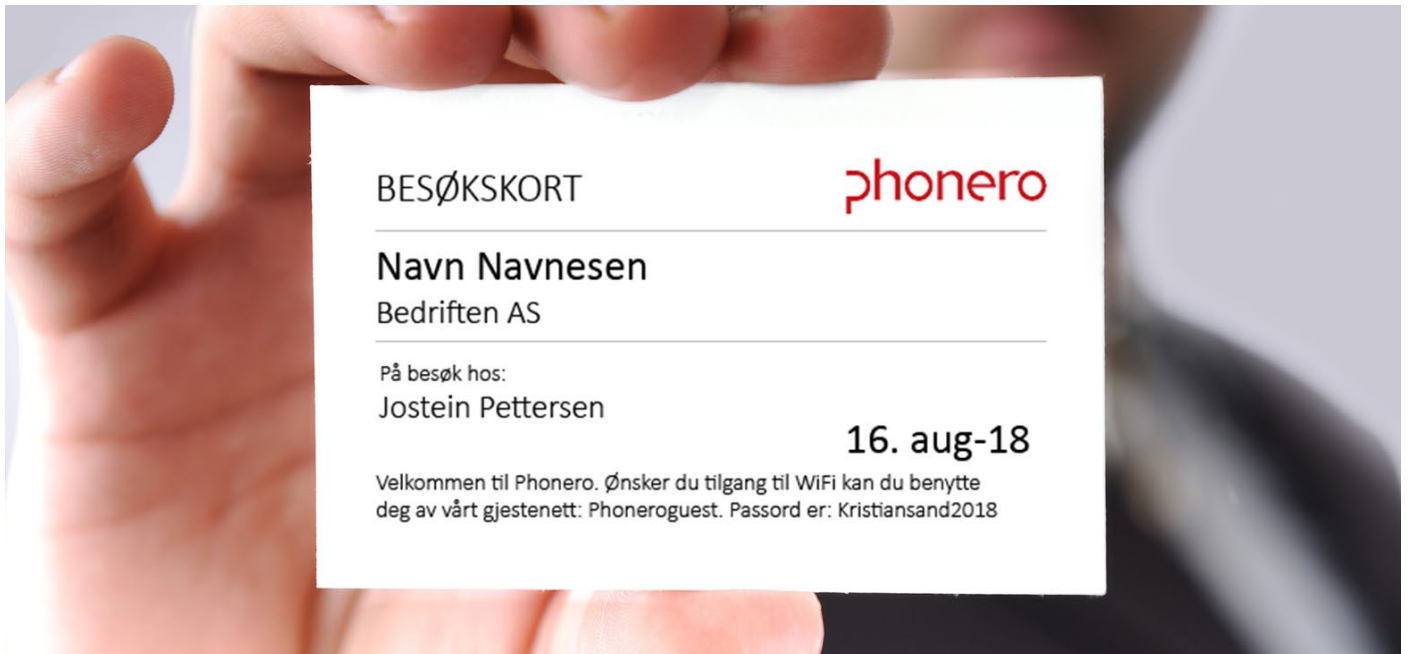 BESØKSKORT phonero
Navn Navnesen
Bedriften AS
På besøk hos:
Jostein Pettersen
16. aug-18
Velkommen til Phonero. Ønsker du tilgang til WiFi kan du benytte
deg av vårt gjestenett: Phoneroguest. Passord er: Kristiansand2018